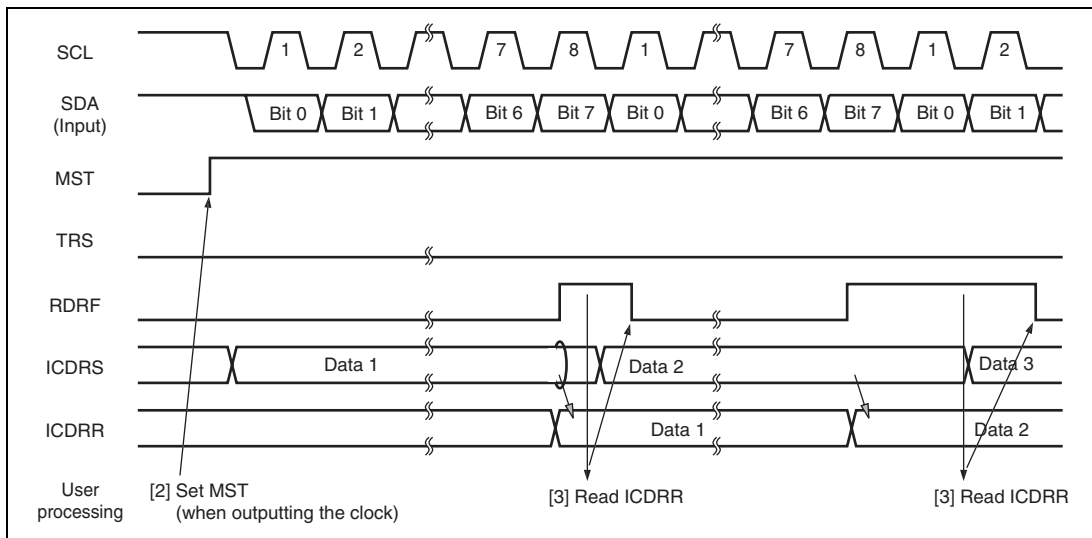 SCL 1 2 7 8 1 7 8 1 2
SDA
(Input)
Bit 0 Bit 1 Bit 6 Bit 7 Bit 0 Bit 6 Bit 7 Bit 0 Bit 1
MST
TRS
RDRF
ICDRS Data 1 Data 2 Data 3
ICDRR Data 1 Data 2
User
processing
[2] Set MST
(when outputting the clock)
[3] Read ICDRR
[3] Read ICDRR